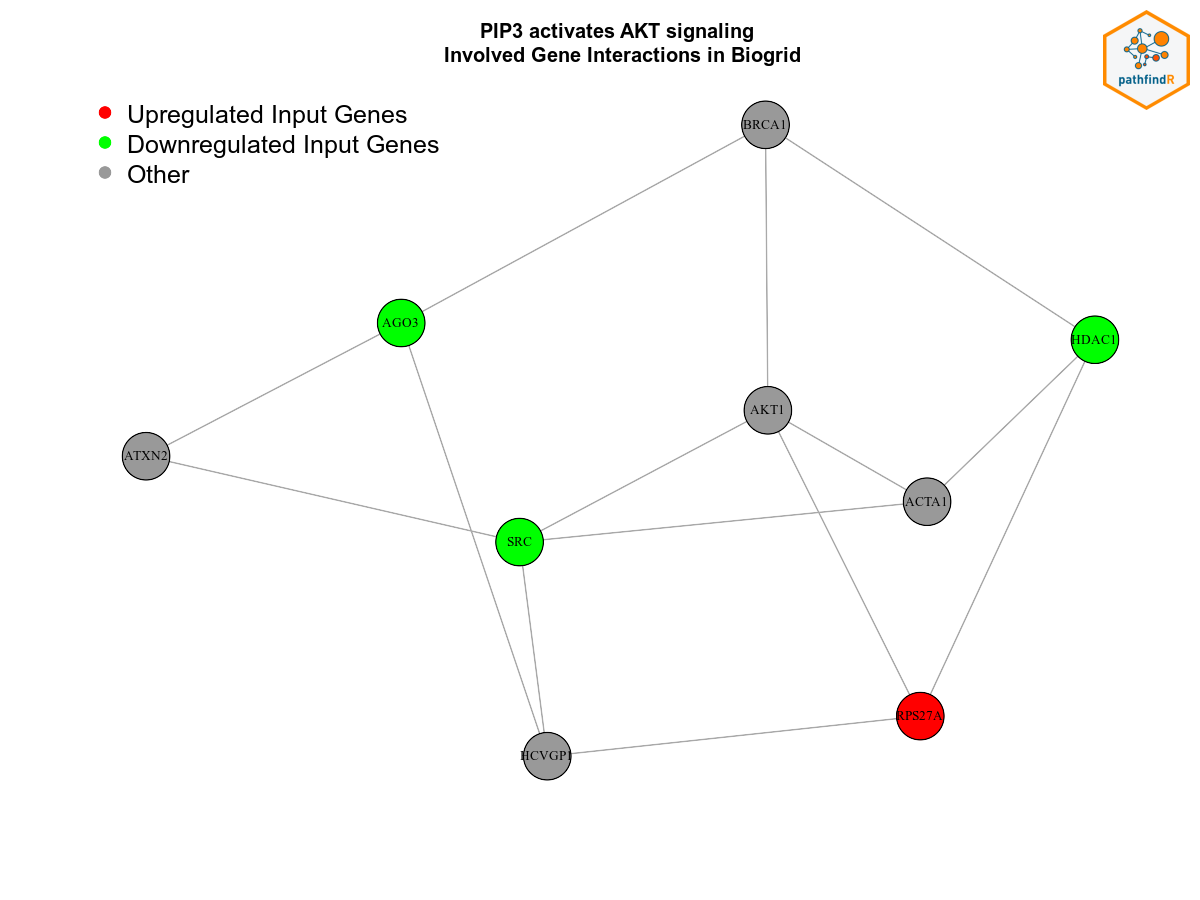 PIP3 activates AKT signaling
Involved Gene Interactions in Biogrid
pathfindR
Upregulated Input Genes
Downregulated Input Genes
Other
BRCA1
AGO3
HDAC1
AKT1
ATXN2
ACTA1
SRC
RPS27A
HCVGP1